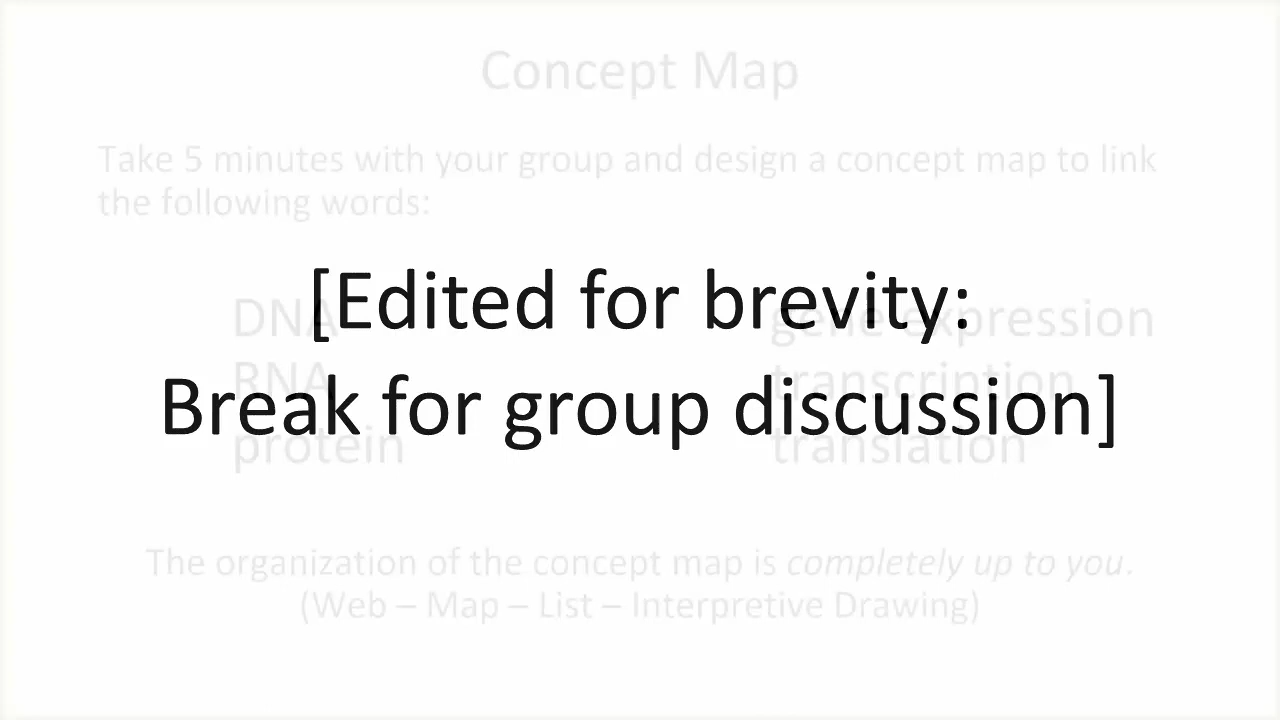 Concept Map
Take 5 minutes with your group and design a concept map to link
the following words:
[Edited for brevity:
Break for group discussion]
DNA
RNA
protein
gene expression
transcription
translation
The organization of the concept map is completely up to you.
(Web – Map – List – Interpretive Drawing)